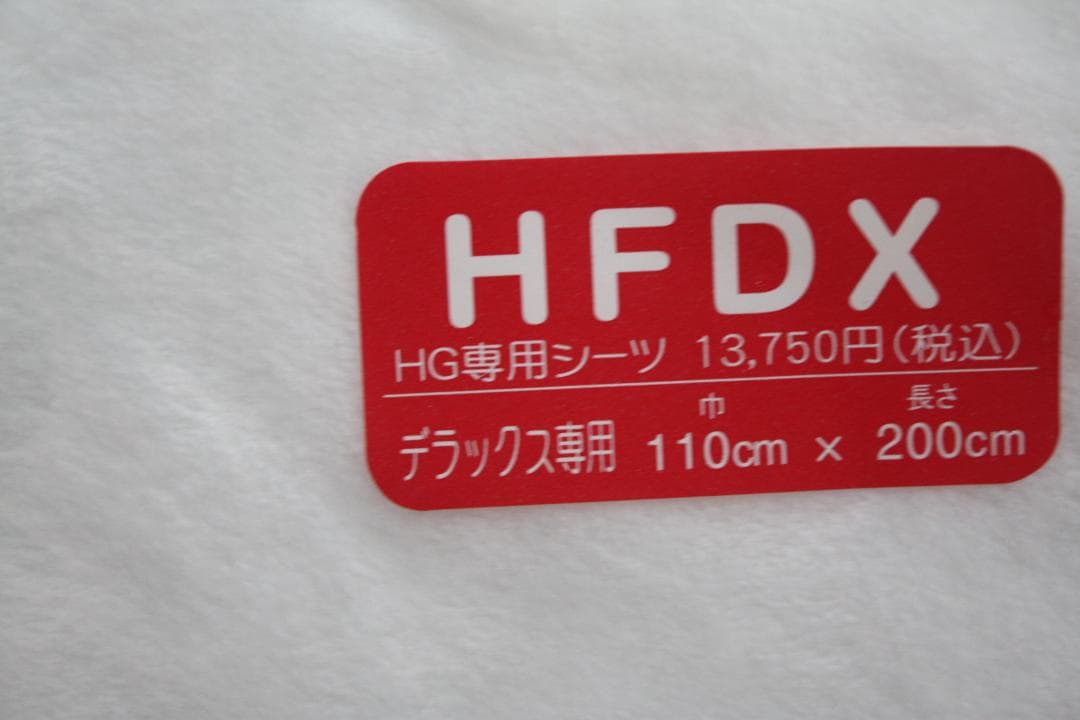 HFDX
HG専用シーツ 13,750円(税込)
巾 長さ
デラックス専用 110cm × 200cm